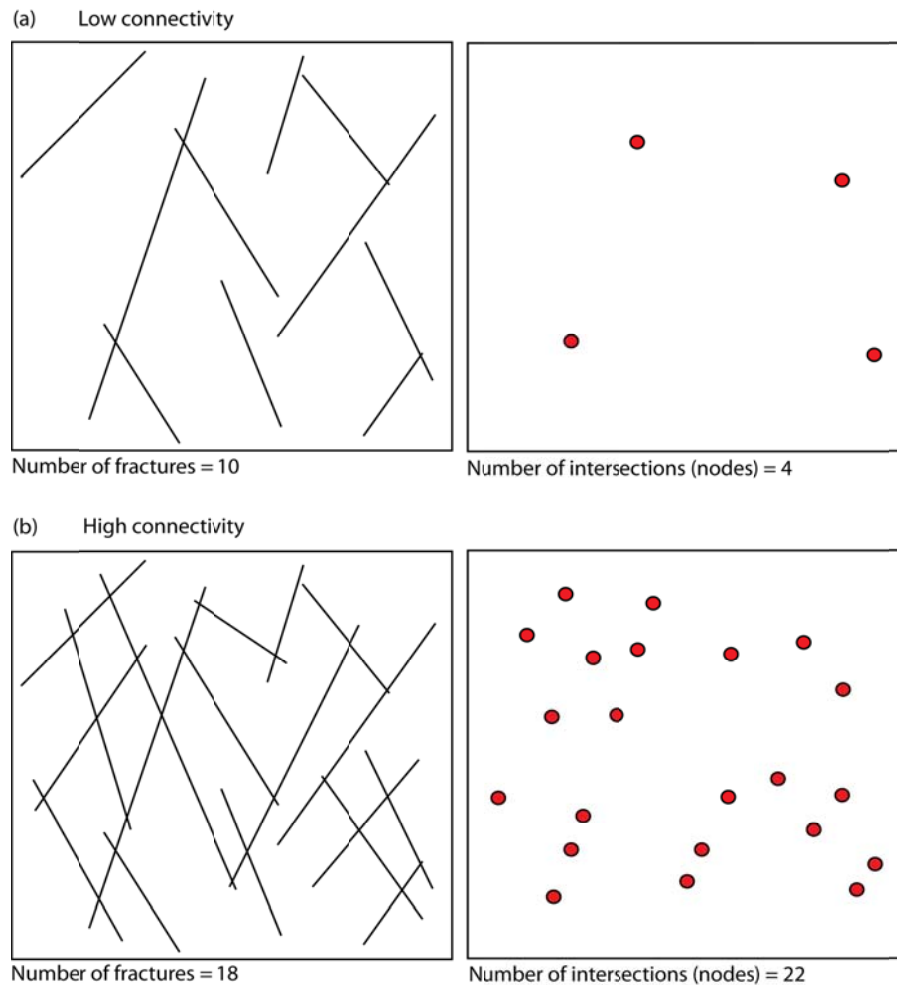 (a) Low connectivity
Number of fractures = 10
Number of intersections (nodes) = 4
(b) High connectivity
Number of fractures = 18
Number of intersections (nodes) = 22